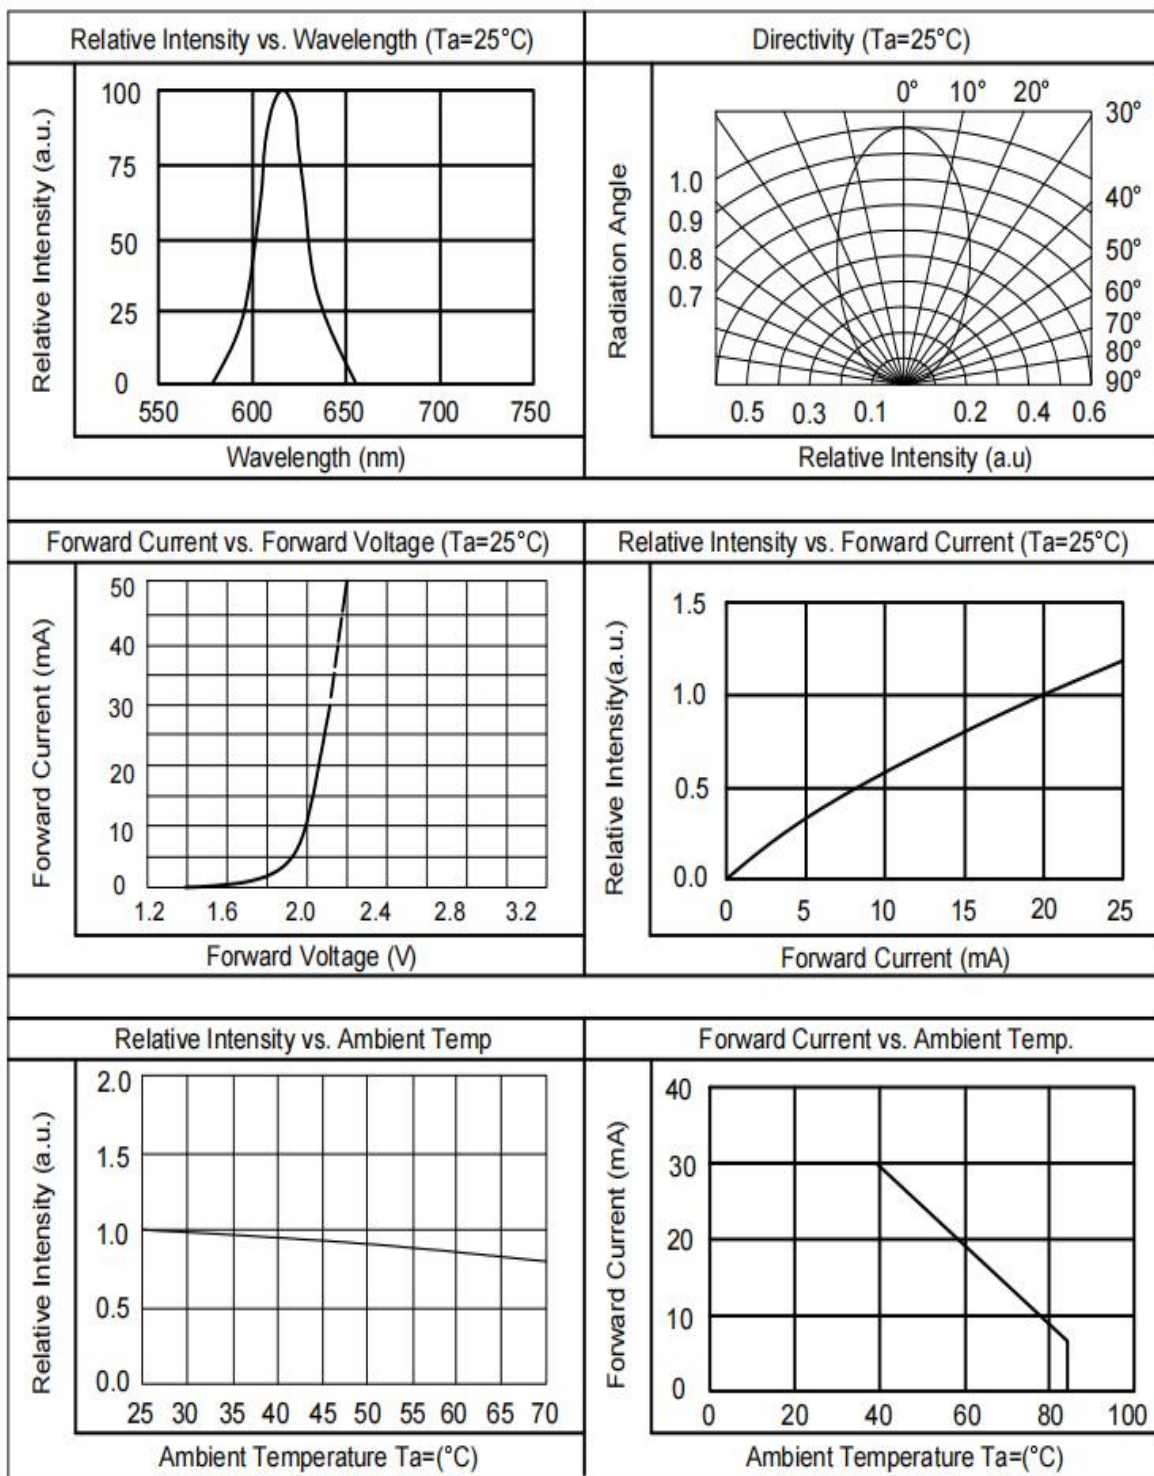 Relative Intensity vs. Wavelength (Ta=25°C)
Relative Intensity (a.u.)
100
75
50
25
0
550 600 650 700 750
Wavelength (nm)
Directivity (Ta=25°C)
Radiation Angle
0° 10° 20°
30°
40°
50°
60°
70°
80°
90°
1.0
0.9
0.8
0.7
0.5 0.3 0.1 0.2 0.4 0.6
Relative Intensity (a.u)
Forward Current vs. Forward Voltage (Ta=25°C)
Forward Current (mA)
50
40
30
20
10
0
1.2 1.6 2.0 2.4 2.8 3.2
Forward Voltage (V)
Relative Intensity vs. Forward Current (Ta=25°C)
Relative Intensity(a.u.)
1.5
1.0
0.5
0.0
0 5 10 15 20 25
Forward Current (mA)
Relative Intensity vs. Ambient Temp
Relative Intensity (a.u.)
2.0
1.5
1.0
0.5
0.0
25 30 35 40 45 50 55 60 65 70
Ambient Temperature Ta=(°C)
Forward Current vs. Ambient Temp.
Forward Current (mA)
40
30
20
10
0
0 20 40 60 80 100
Ambient Temperature Ta=(°C)